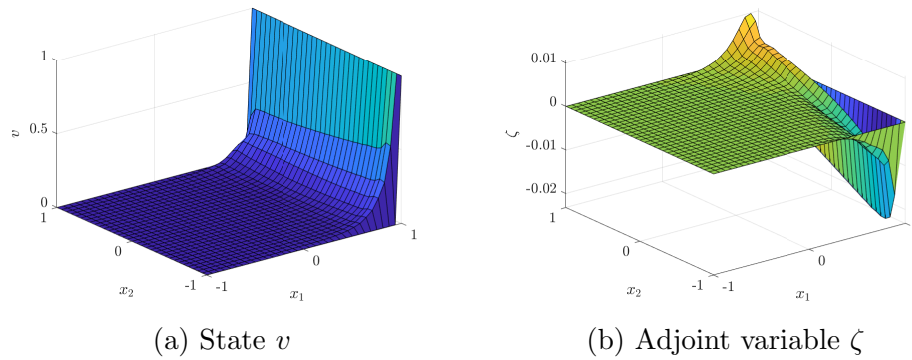 1
0.5
0
v
1
0
-1
x₂
-1
0
1
x₁
0.01
0
-0.01
-0.02
ζ
1
0
-1
x₂
-1
0
x₁
(a) State v
(b) Adjoint variable ζ